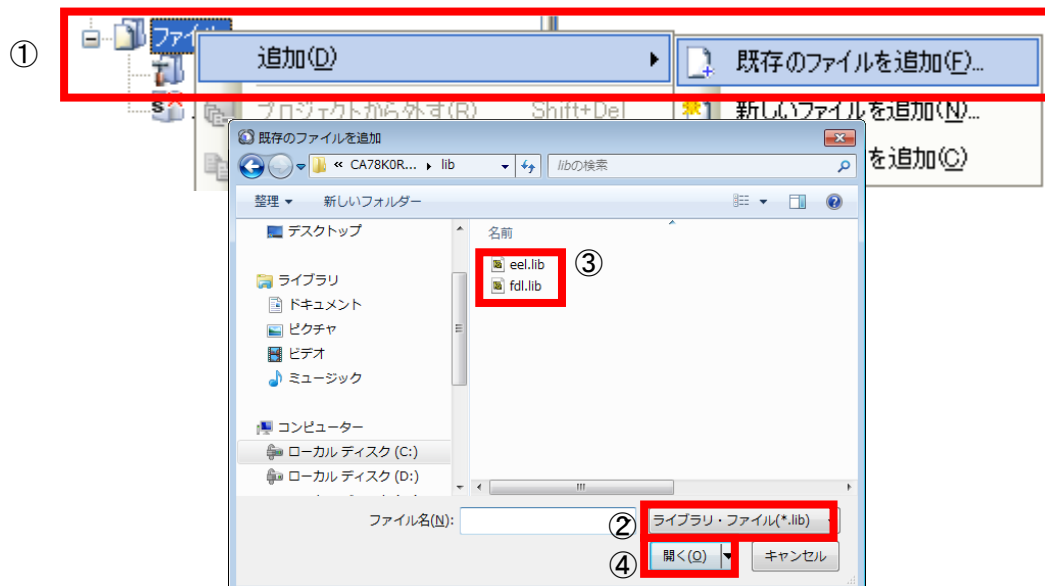 ①
ファイル
追加(D)
既存のファイルを追加(F)...
プロジェクトから外す(R) Shift+Del
新しいファイルを追加(N)...
を追加(C)
既存のファイルを追加
« CA78K0R... lib
libの検索
整理 新しいフォルダー
デスクトップ
名前
eel.lib
③
fdl.lib
ライブラリ
ドキュメント
ピクチャ
ビデオ
ミュージック
コンピューター
ローカル ディスク (C:)
ローカル ディスク (D:)
ファイル名(N):
②
ライブラリ・ファイル(*.lib)
④
開く(O)
キャンセル